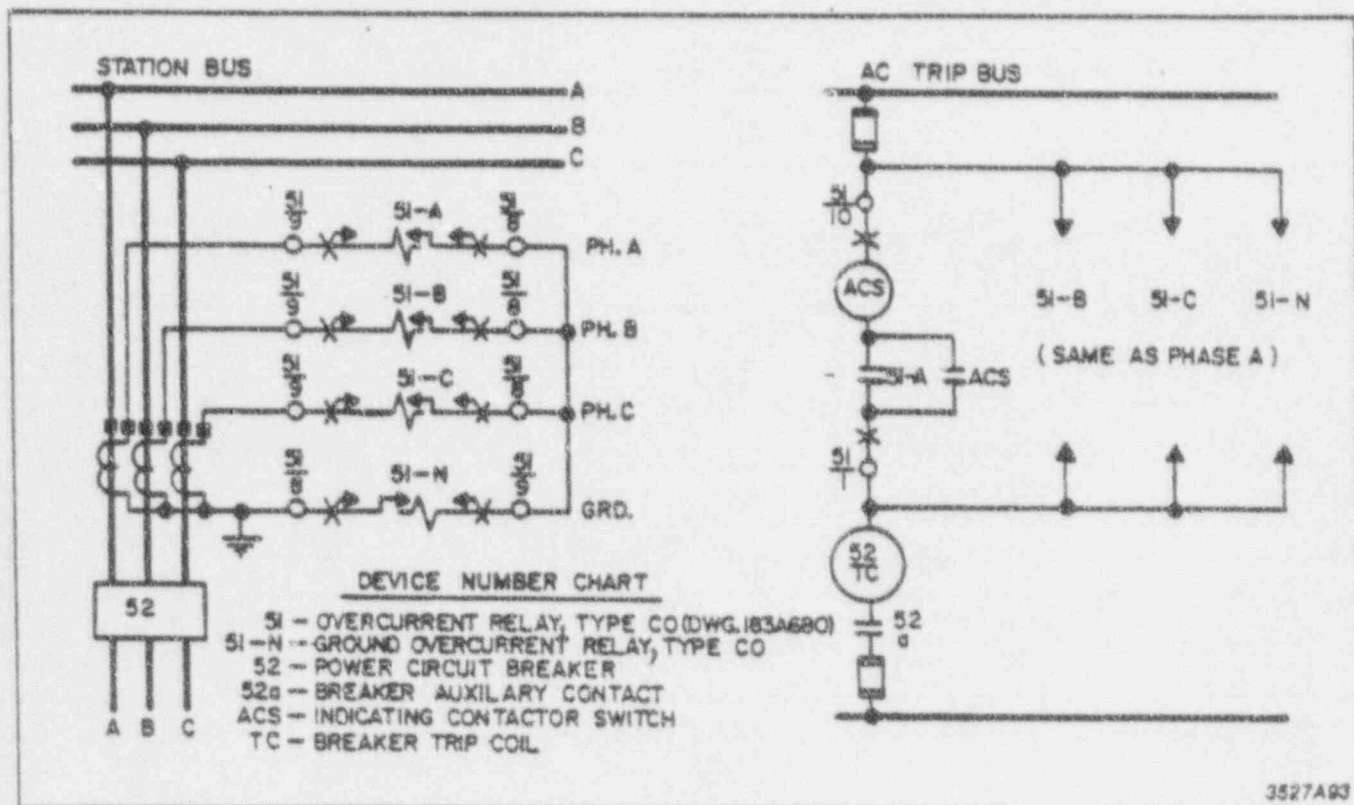 STATION BUS
A
B
C
51-A
PH. A
51-B
PH. B
51-C
PH. C
51-N
GRD.
52
A B C
DEVICE NUMBER CHART
51 - OVERCURRENT RELAY, TYPE CO (DWG. 183A680)
51-N - GROUND OVERCURRENT RELAY, TYPE CO
52 - POWER CIRCUIT BREAKER
52a - BREAKER AUXILARY CONTACT
ACS - INDICATING CONTACTOR SWITCH
TC - BREAKER TRIP COIL
AC TRIP BUS
51
10
ACS
51-A ACS
51-B 51-C 51-N
(SAME AS PHASE A)
51
1
52
TC
52
a
3527A93